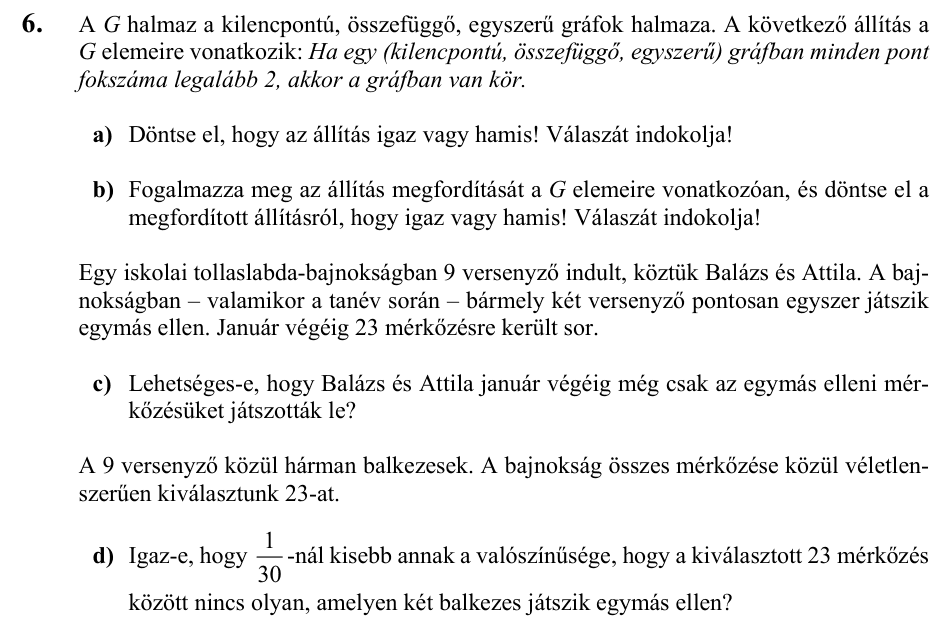 6. A G halmaz a kilencpontú, összefüggő, egyszerű gráfok halmaza. A következő állítás a
G elemeire vonatkozik: Ha egy (kilencpontú, összefüggő, egyszerű) gráfban minden pont
fokszáma legalább 2, akkor a gráfban van kör.
a) Döntse el, hogy az állítás igaz vagy hamis! Válaszát indokolja!
b) Fogalmazza meg az állítás megfordítását a G elemeire vonatkozóan, és döntse el a
megfordított állításról, hogy igaz vagy hamis! Válaszát indokolja!
Egy iskolai tollaslabda-bajnokságban 9 versenyző indult, köztük Balázs és Attila. A baj-
nokságban – valamikor a tanév során – bármely két versenyző pontosan egyszer játszik
egymás ellen. Január végéig 23 mérkőzésre került sor.
c) Lehetséges-e, hogy Balázs és Attila január végéig még csak az egymás elleni mér-
kőzésüket játszották le?
A 9 versenyző közül hárman balkezesek. A bajnokság összes mérkőzése közül véletlen-
szerűen kiválasztunk 23-at.
d) Igaz-e, hogy 1/30 -nál kisebb annak a valószínűsége, hogy a kiválasztott 23 mérkőzés
között nincs olyan, amelyen két balkezes játszik egymás ellen?